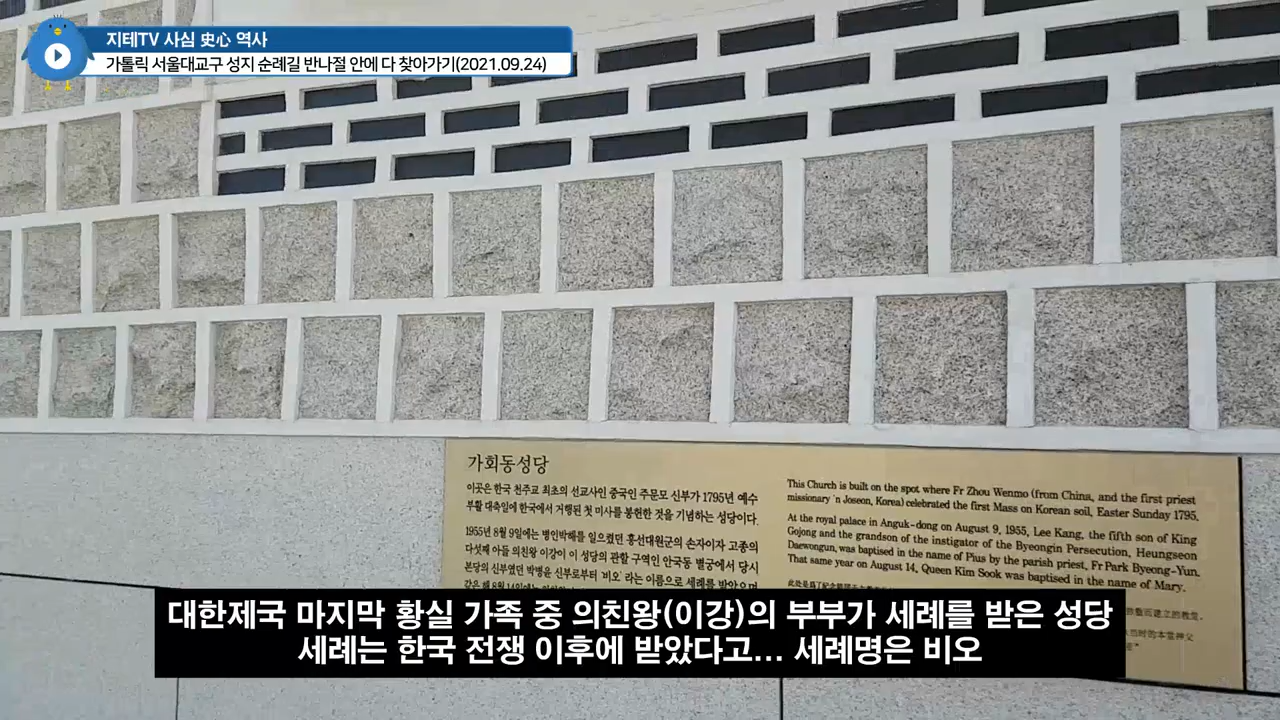 지테TV 사심 史心 역사
가톨릭 서울대교구 성지 순례길 반나절 안에 다 찾아가기(2021.09.24)
가회동성당
이곳은 한국 천주교 최초의 선교사인 중국인 주문모 신부가 1795년 예수
부활 대축일에 한국에서 거행된 첫 미사를 봉헌한 것을 기념하는 성당이다.
1955년 8월 9일에는 병인박해를 일으켰던 흥선대원군의 손자이자 고종의
다섯째 아들 의친왕 이강이 이 성당의 관할 구역인 안국동 별궁에서 당시
본당의 신부였던 박병윤 신부로부터 '비오' 라는 이름으로 세례를 받았으며
같은 해 8월 14일에는
This Church is built on the spot where Fr Zhou Wenmo (from China, and the first priest
missionary in Joseon, Korea) celebrated the first Mass on Korean soil, Easter Sunday 1795.
At the royal palace in Anguk-dong on August 9, 1955, Lee Kang, the fifth son of King
Gojong and the grandson of the instigator of the Byeongin Persecution, Heungseon
Daewongun, was baptised in the name of Pius by the parish priest, Fr Park Byeong-Yun.
That same year on August 14, Queen Kim Sook was baptised in the name of Mary.
대한제국 마지막 황실 가족 중 의친왕(이강)의 부부가 세례를 받은 성당
세례는 한국 전쟁 이후에 받았다고... 세례명은 비오